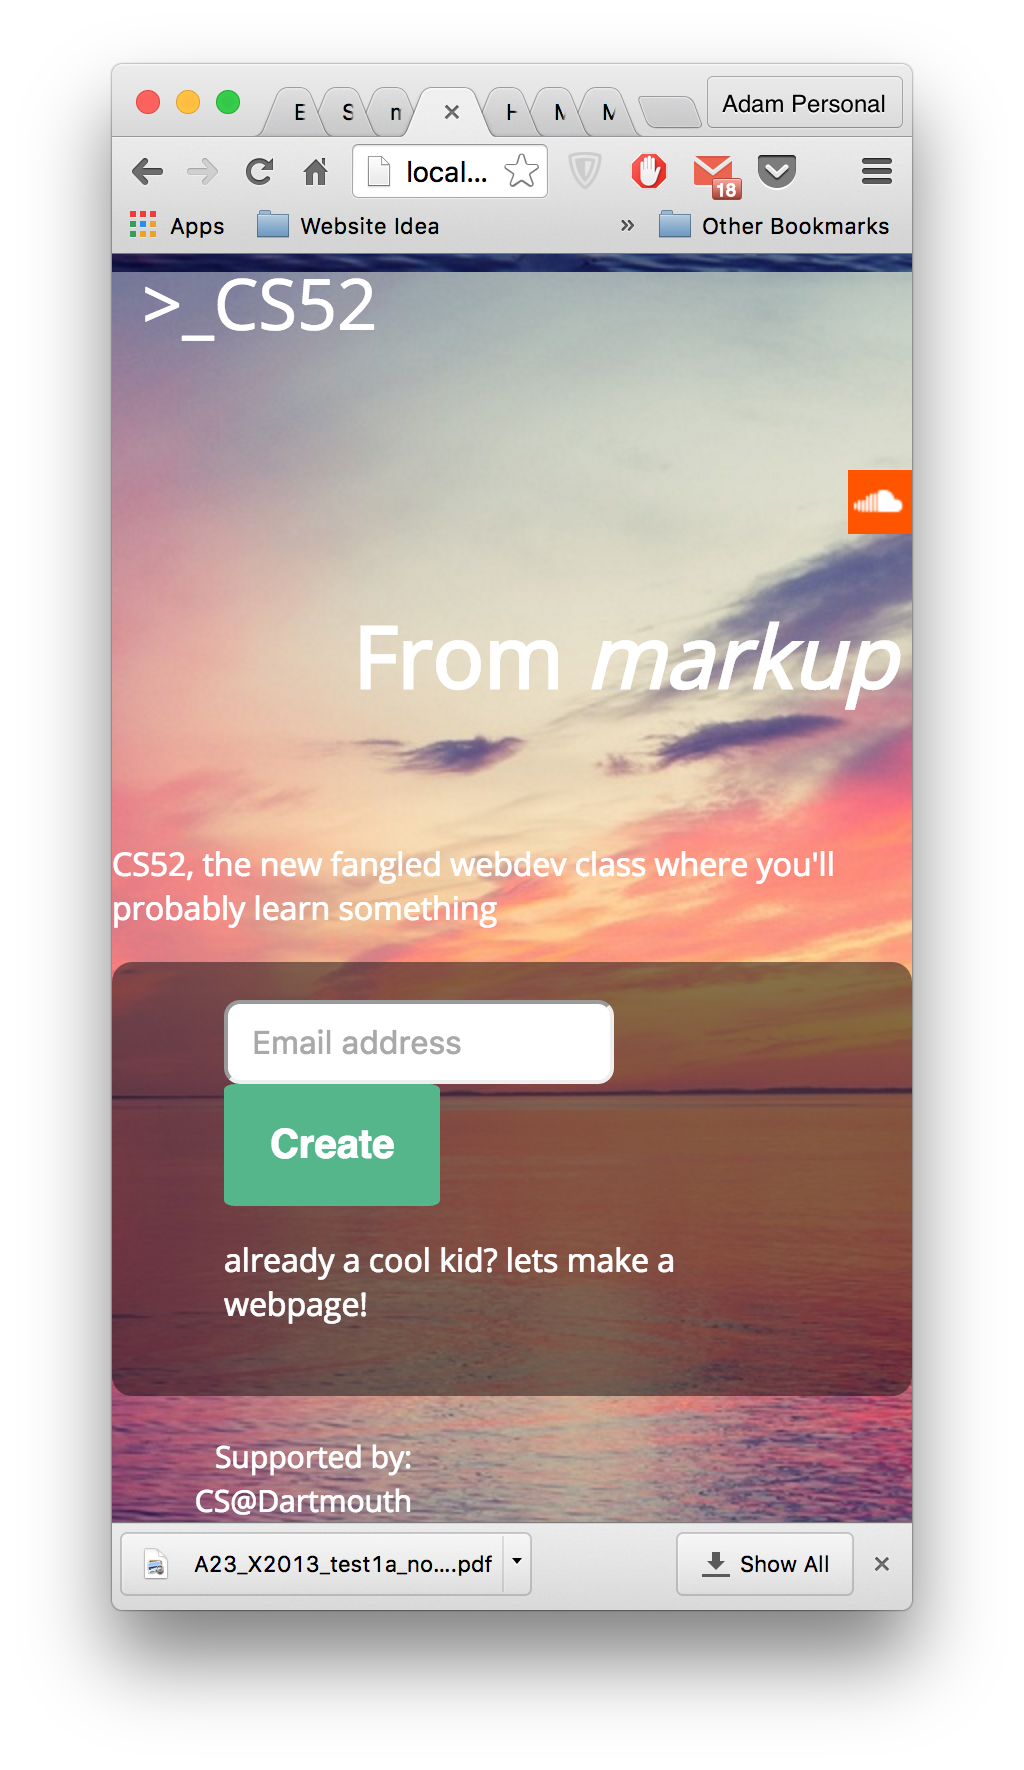 E
S
Adam Personal
local...
18
Apps
Website Idea
»
Other Bookmarks
>_CS52
From markup
CS52, the new fangled webdev class where you'll
probably learn something
Email address
Create
already a cool kid? lets make a
webpage!
Supported by:
CS@Dartmouth
A23_X2013_test1a_no....pdf
Show All